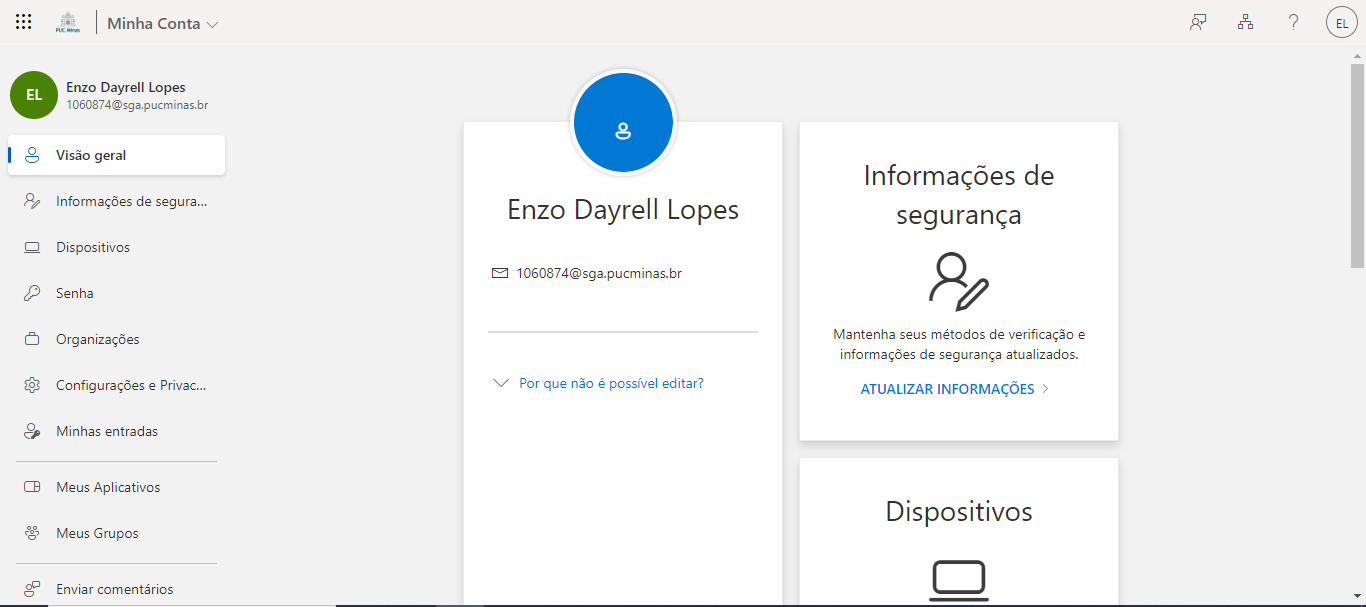 PUC Minas
Minha Conta
?
EL
EL
Enzo Dayrell Lopes
1060874@sga.pucminas.br
Visão geral
Informações de segura...
Dispositivos
Senha
Organizações
Configurações e Privac...
Minhas entradas
Meus Aplicativos
Meus Grupos
Enviar comentários
Enzo Dayrell Lopes
1060874@sga.pucminas.br
Por que não é possível editar?
Informações de
segurança
Mantenha seus métodos de verificação e
informações de segurança atualizados.
ATUALIZAR INFORMAÇÕES
Dispositivos